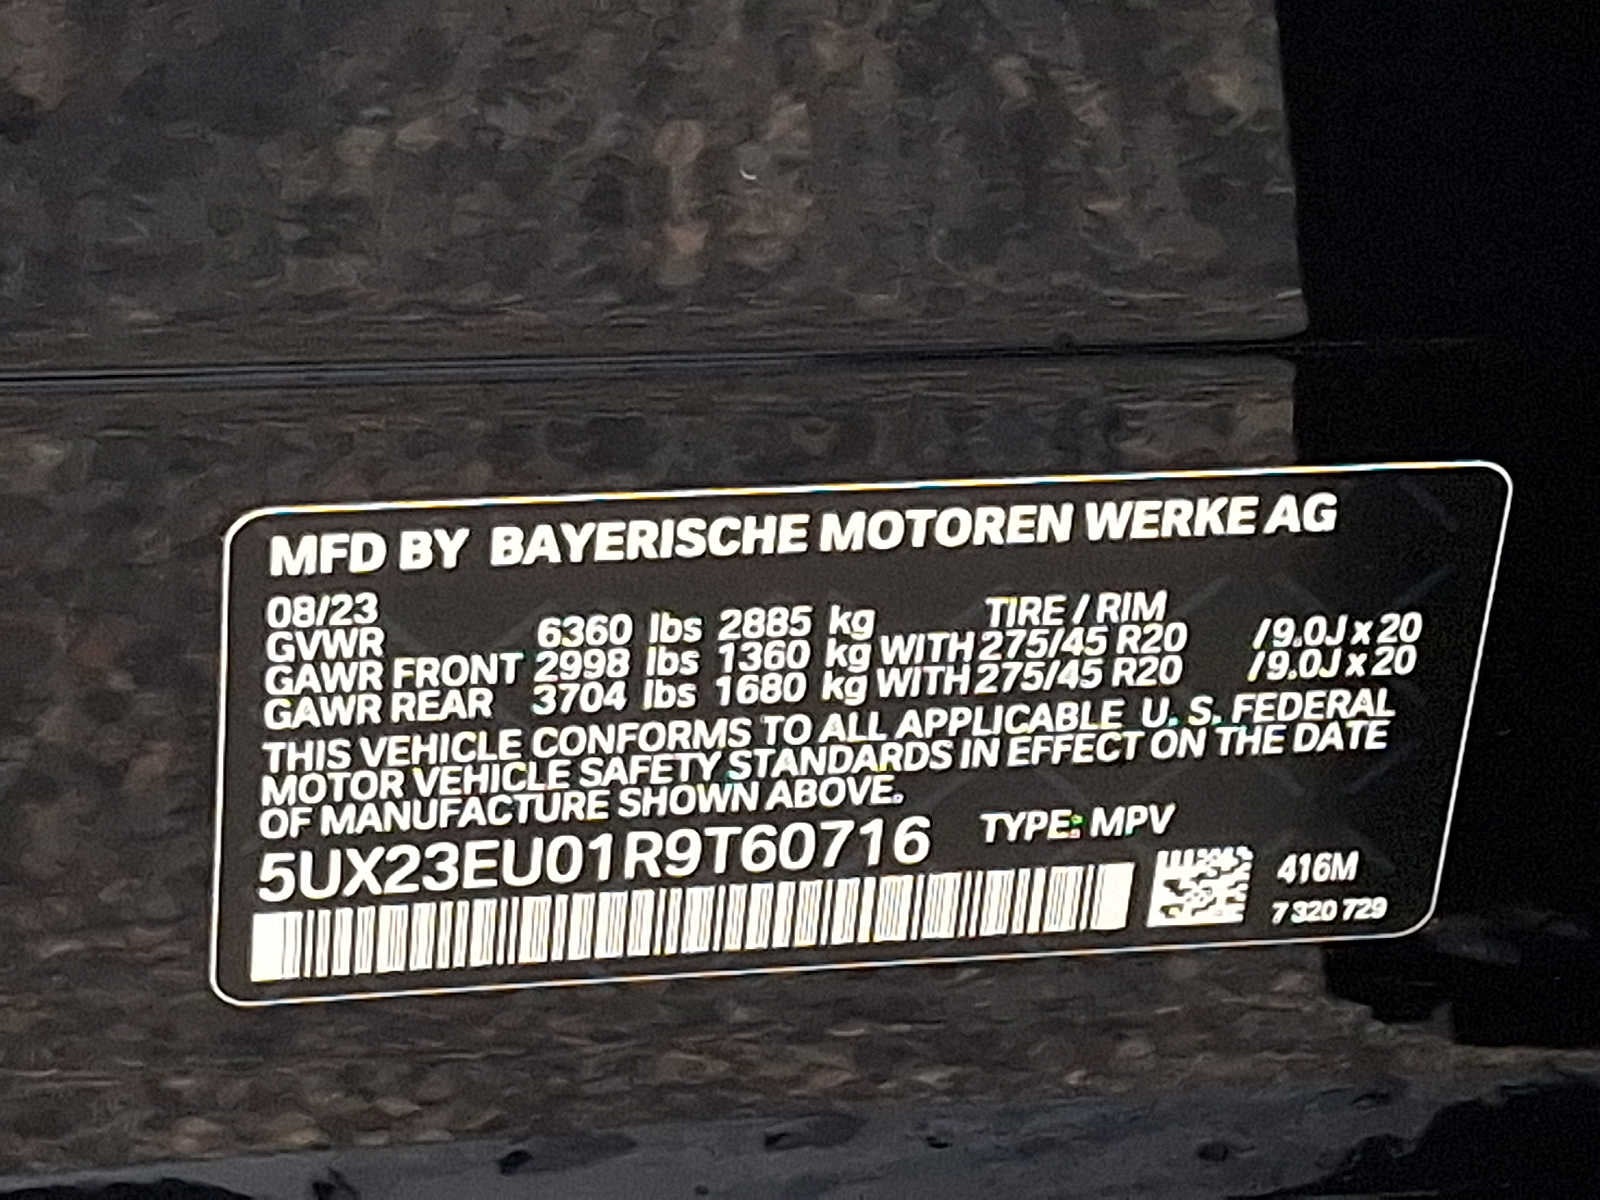 MFD BY BAYERISCHE MOTOREN WERKE AG
08/23 TIRE / RIM
GVWR 6360 lbs 2885 kg
GAWR FRONT 2998 lbs 1360 kg WITH 275/45 R20 /9.0J x 20
GAWR REAR 3704 lbs 1680 kg WITH 275/45 R20 /9.0J x 20
THIS VEHICLE CONFORMS TO ALL APPLICABLE U. S. FEDERAL
MOTOR VEHICLE SAFETY STANDARDS IN EFFECT ON THE DATE
OF MANUFACTURE SHOWN ABOVE.
5UX23EU01R9T60716 TYPE: MPV
416M
7 320 729